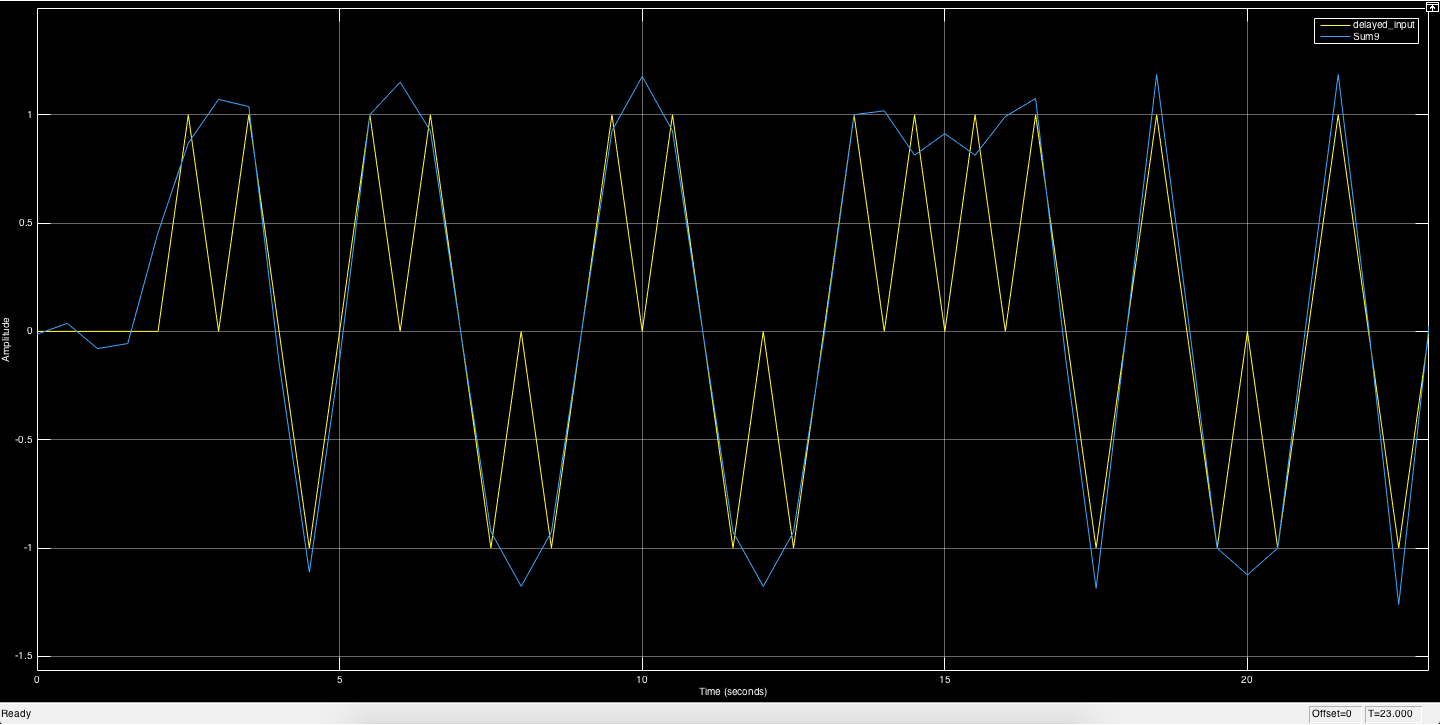 delayed_input
Sum9
1
0.5
0
-0.5
-1
-1.5
Amplitude
0
5
10
15
20
Time (seconds)
Ready
Offset=0
T=23.000